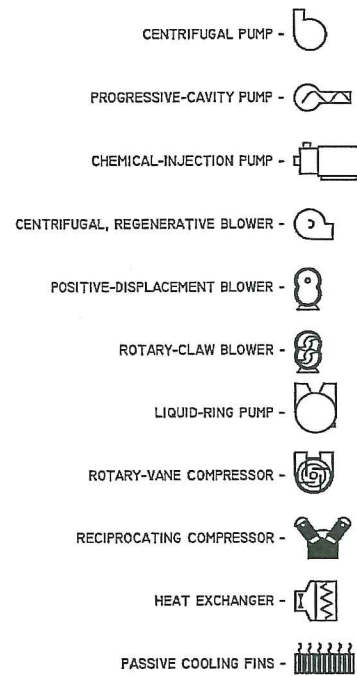 CENTRIFUGAL PUMP -
PROGRESSIVE-CAVITY PUMP -
CHEMICAL-INJECTION PUMP -
CENTRIFUGAL, REGENERATIVE BLOWER -
POSITIVE-DISPLACEMENT BLOWER -
ROTARY-CLAW BLOWER -
LIQUID-RING PUMP -
ROTARY-VANE COMPRESSOR -
RECIPROCATING COMPRESSOR -
HEAT EXCHANGER -
PASSIVE COOLING FINS -